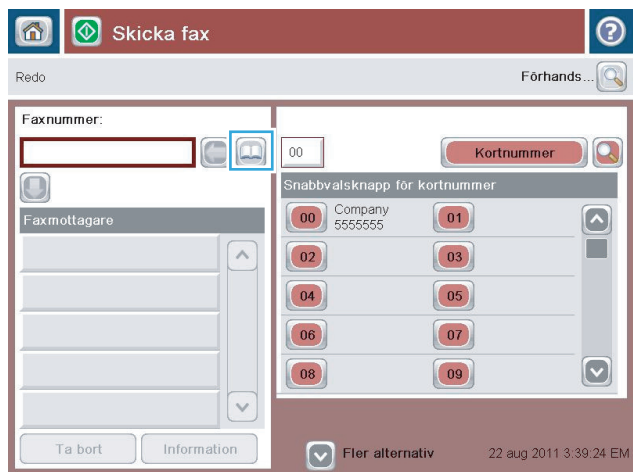 Skicka fax
Redo
Förhands...
Faxnummer:
00
Kortnummer
Snabbvalsknapp för kortnummer
Faxmottagare
00 Company 01
5555555
02 03
04 05
06 07
08 09
Ta bort Information
Fler alternativ
22 aug 2011 3:39:24 EM